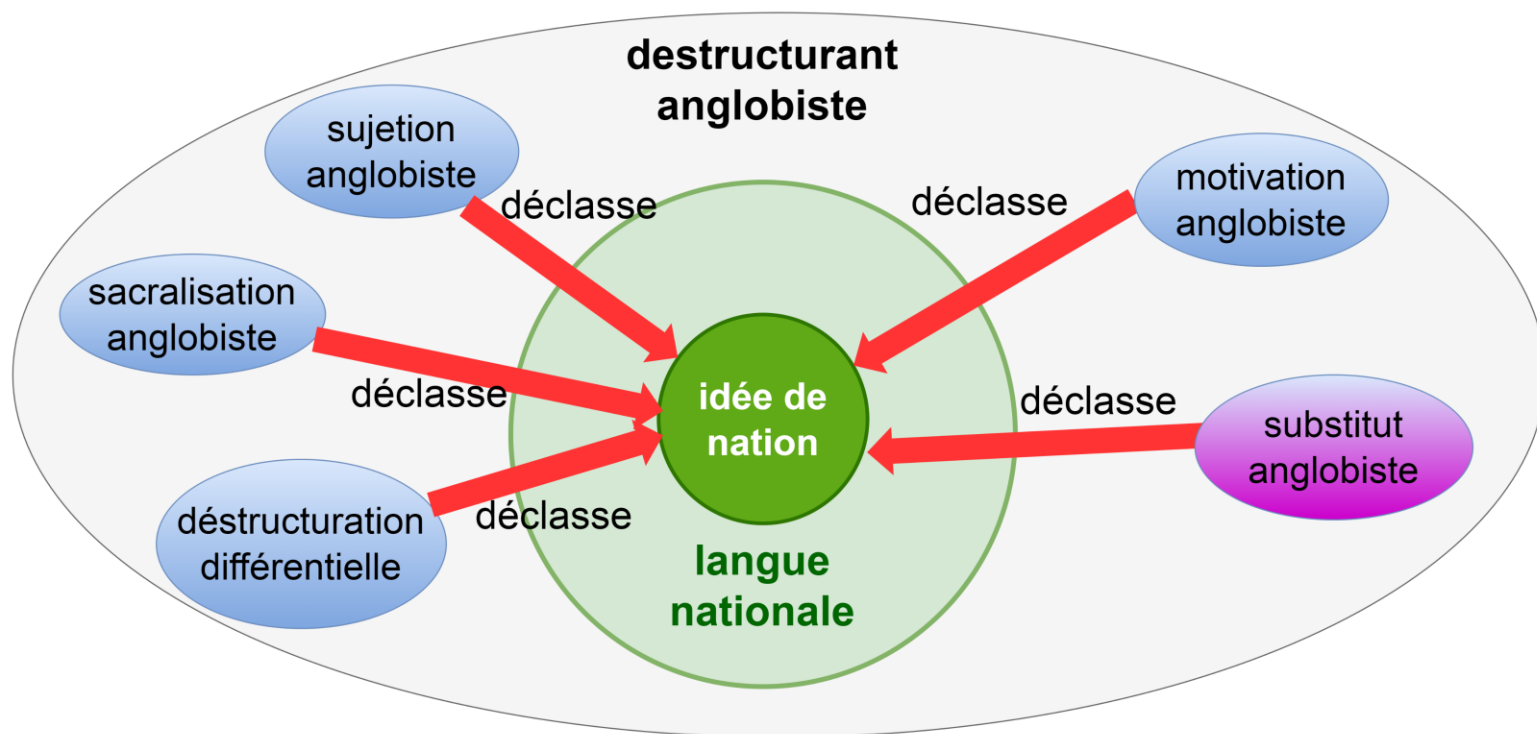 destructurant
anglobiste
sujetion
anglobiste
déclasse
motivation
anglobiste
déclasse
sacralisation
anglobiste
déclasse
idée de
nation
substitut
anglobiste
déclasse
déstructuration
différentielle
déclasse
langue
nationale